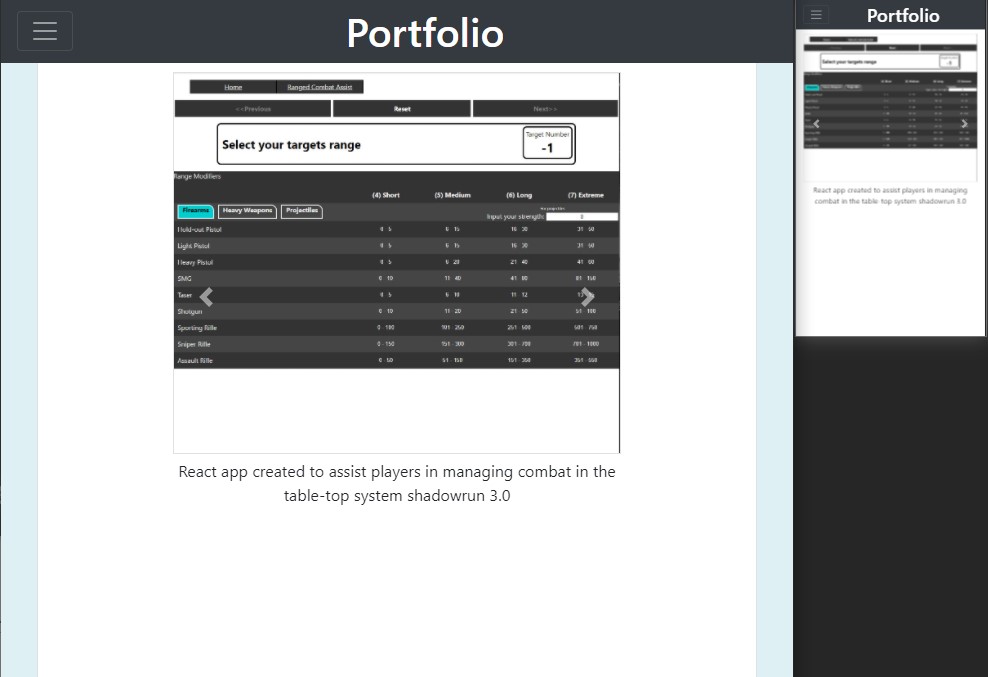 Portfolio
Home Ranged Combat Assist
<<Previous Reset Next>>
Select your targets range
Target Number
-1
Range Modifiers
(4) Short (5) Medium (6) Long (7) Extreme
Firearms Heavy Weapons Projectiles
Input your strength:
Hold-out Pistol 0 - 5 6 - 15 16 - 30 31 - 50
Light Pistol 0 - 5 6 - 15 16 - 30 31 - 50
Heavy Pistol 0 - 5 6 - 20 21 - 40 41 - 60
SMG 0 - 10 11 - 40 41 - 80 81 - 150
Taser 0 - 5 6 - 10 11 - 12
Shotgun 0 - 10 11 - 20 21 - 50 51 - 100
Sporting Rifle 0 - 100 101 - 250 251 - 500 501 - 750
Sniper Rifle 0 - 150 151 - 300 301 - 700 701 - 1000
Assault Rifle 0 - 50 51 - 150 151 - 350 351 - 550
React app created to assist players in managing combat in the
table-top system shadowrun 3.0
Portfolio
Select your targets range
-1
React app created to assist players in managing
combat in the table-top system shadowrun 3.0